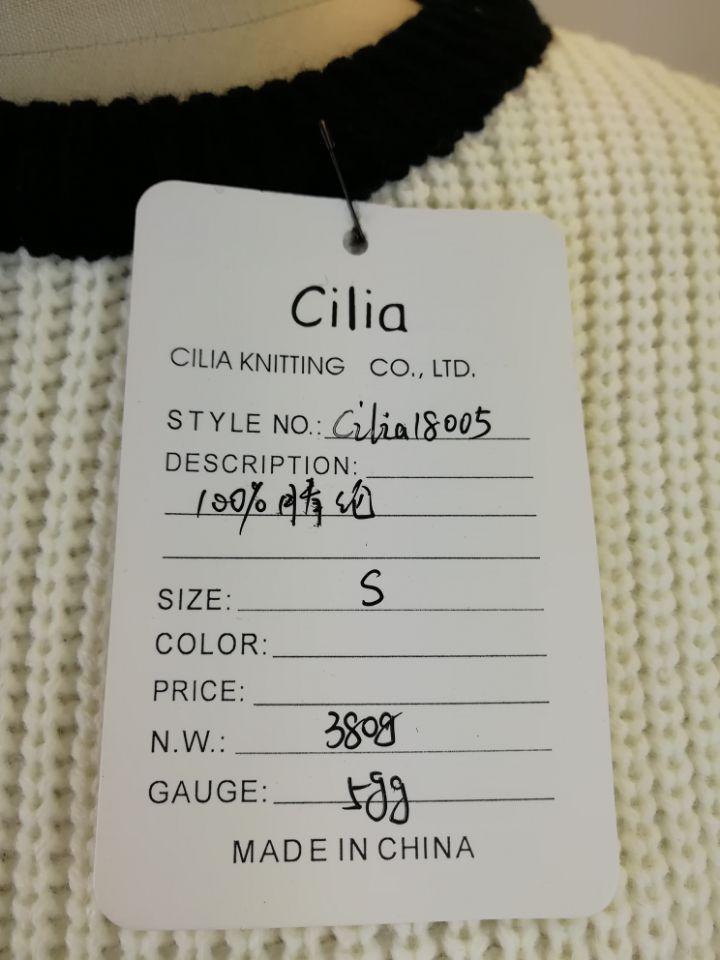 Cilia
CILIA KNITTING CO., LTD.
STYLE NO.: Cilia18005
DESCRIPTION:
100% 腈纶
SIZE: S
COLOR:
PRICE:
N.W.: 380g
GAUGE: 5gg
MADE IN CHINA